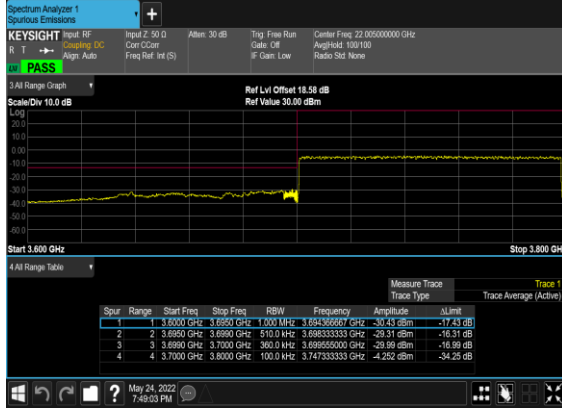 Spectrum Analyzer 1
Spurious Emissions
KEYSIGHT
R T
LXI PASS
Input: RF
Coupling: DC
Align: Auto
Input Z: 50 Ω
Corr CCorr
Freq Ref: Int (S)
Atten: 30 dB
Trig: Free Run
Gate: Off
IF Gain: Low
Center Freq: 22.005000000 GHz
Avg|Hold: 100/100
Radio Std: None
3 All Range Graph
Scale/Div 10.0 dB
Ref Lvl Offset 18.58 dB
Ref Value 30.00 dBm
Log
20.0
10.0
0.00
-10.0
-20.0
-30.0
-40.0
-50.0
-60.0
Start 3.600 GHz Stop 3.800 GH
4 All Range Table
Measure Trace Trace 1
Trace Type Trace Average (Active)
Spur Range Start Freq Stop Freq RBW Frequency Amplitude ΔLimit
1 1 3.6000 GHz 3.6950 GHz 1.000 MHz 3.694366667 GHz -30.43 dBm -17.43 dB
2 2 3.6950 GHz 3.6990 GHz 510.0 kHz 3.698333333 GHz -29.31 dBm -16.31 dB
3 3 3.6990 GHz 3.7000 GHz 360.0 kHz 3.699555000 GHz -29.99 dBm -16.99 dB
4 4 3.7000 GHz 3.8000 GHz 100.0 kHz 3.747333333 GHz -4.252 dBm -34.25 dB
? May 24, 2022
7:49:03 PM